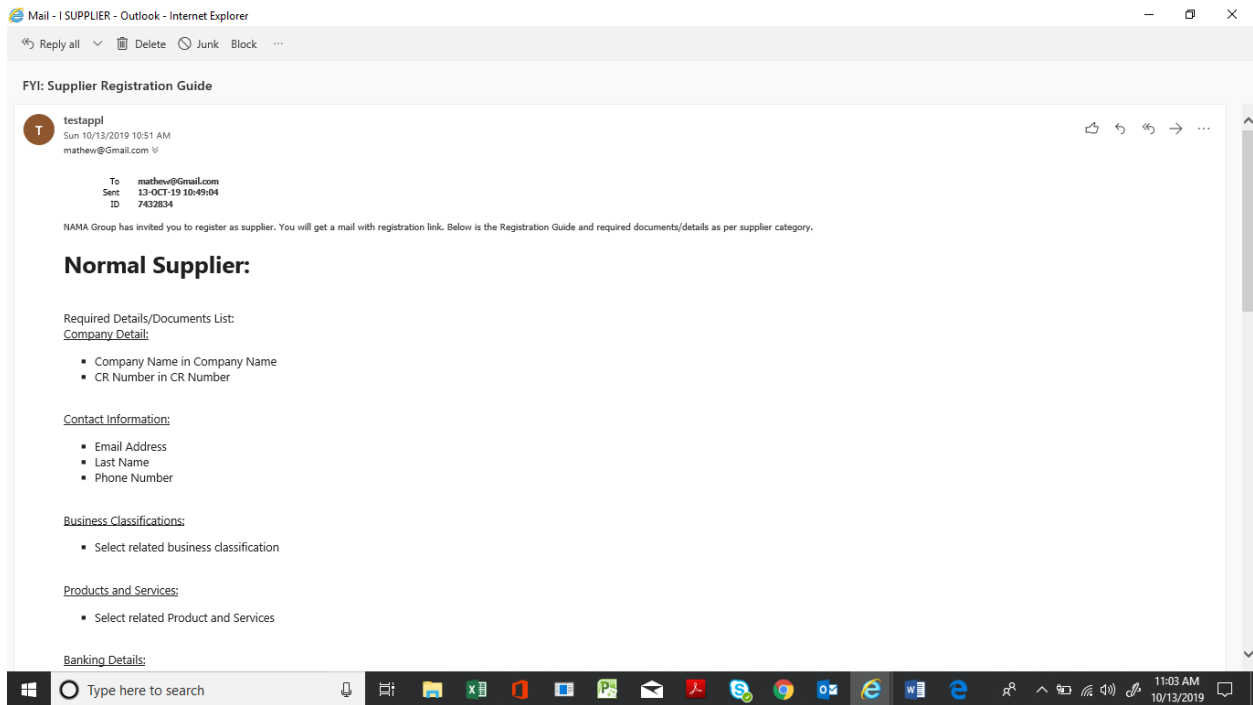 Mail - I SUPPLIER - Outlook - Internet Explorer
Reply all Delete Junk Block ...
FYI: Supplier Registration Guide
T
testappl
Sun 10/13/2019 10:51 AM
mathew@Gmail.com
To mathew@Gmail.com
Sent 13-OCT-19 10:49:04
ID 7432834
NAMA Group has invited you to register as supplier. You will get a mail with registration link. Below is the Registration Guide and required documents/details as per supplier category.
Normal Supplier:
Required Details/Documents List:
Company Detail:
Company Name in Company Name
CR Number in CR Number
Contact Information:
Email Address
Last Name
Phone Number
Business Classifications:
Select related business classification
Products and Services:
Select related Product and Services
Banking Details:
Type here to search
11:03 AM
10/13/2019